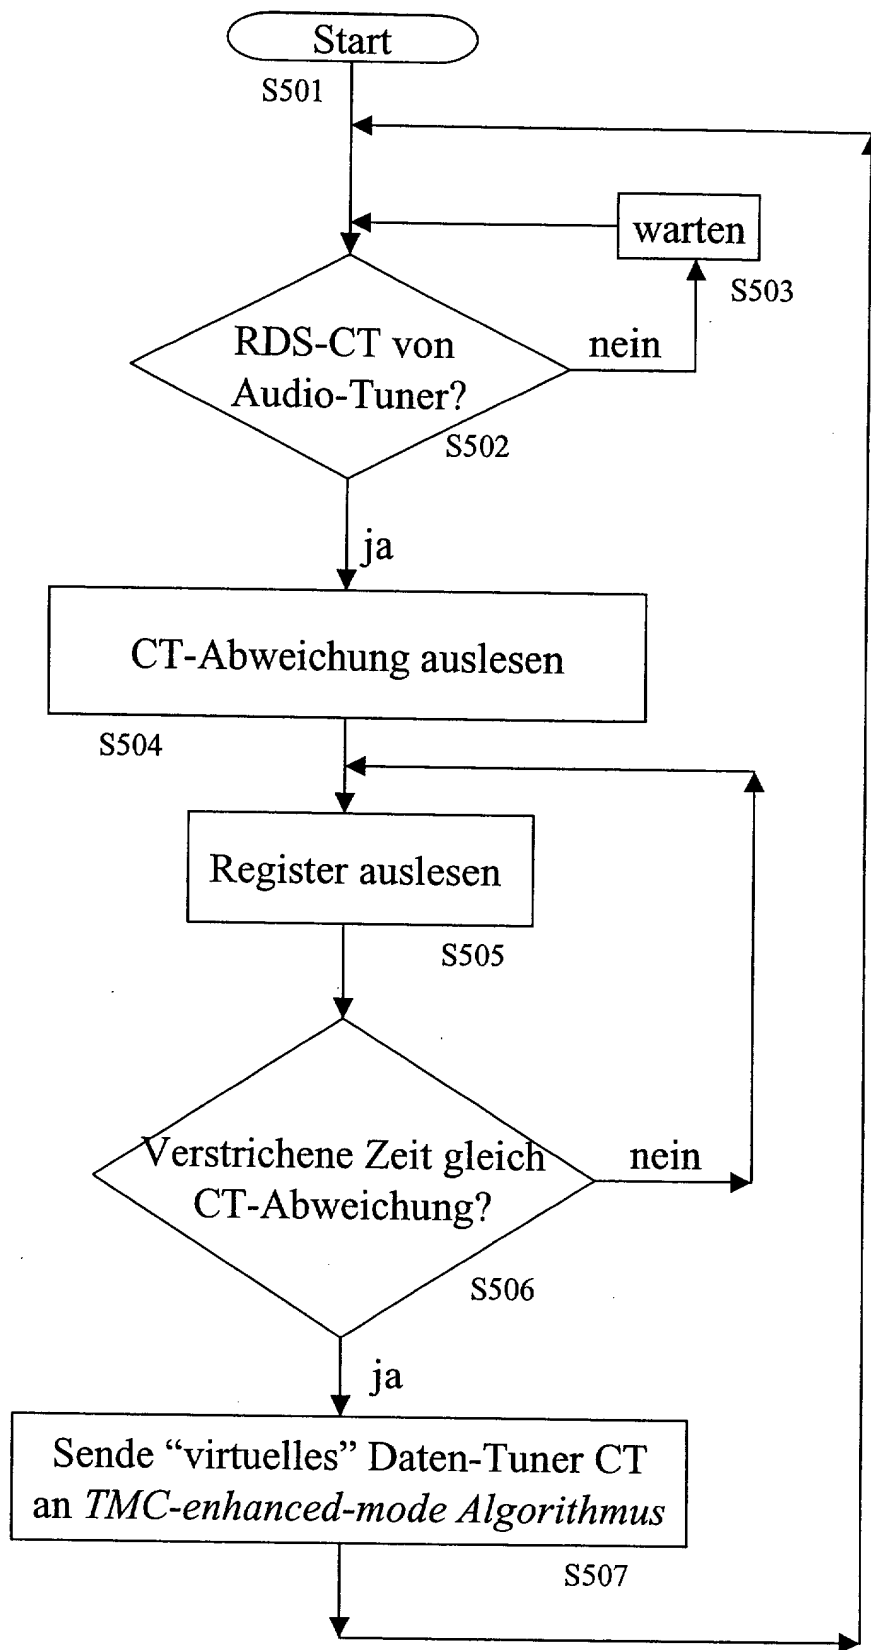 Start
S501
warten
S503
RDS-CT von
Audio-Tuner?
nein
S502
ja
CT-Abweichung auslesen
S504
Register auslesen
S505
Verstrichene Zeit gleich
CT-Abweichung?
nein
S506
ja
Sende “virtuelles” Daten-Tuner CT
an TMC-enhanced-mode Algorithmus
S507